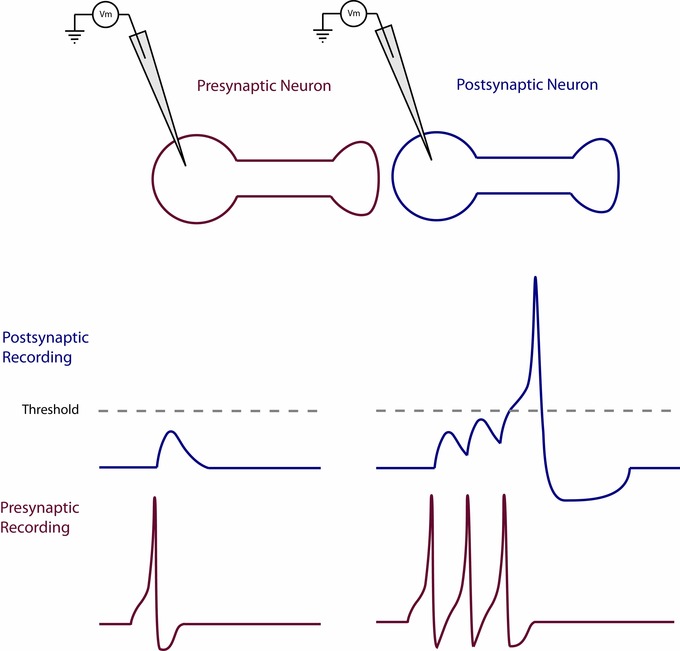 Vm
Vm
Presynaptic Neuron
Postsynaptic Neuron
Postsynaptic
Recording
Threshold
Presynaptic
Recording